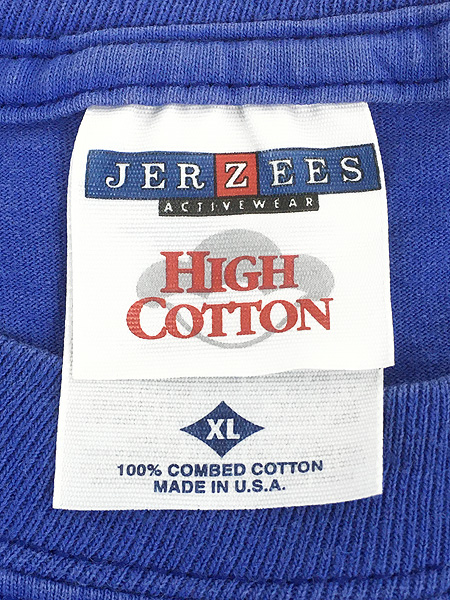 JERZEES
ACTIVEWEAR
HIGH
COTTON
XL
100% COMBED COTTON
MADE IN U.S.A.